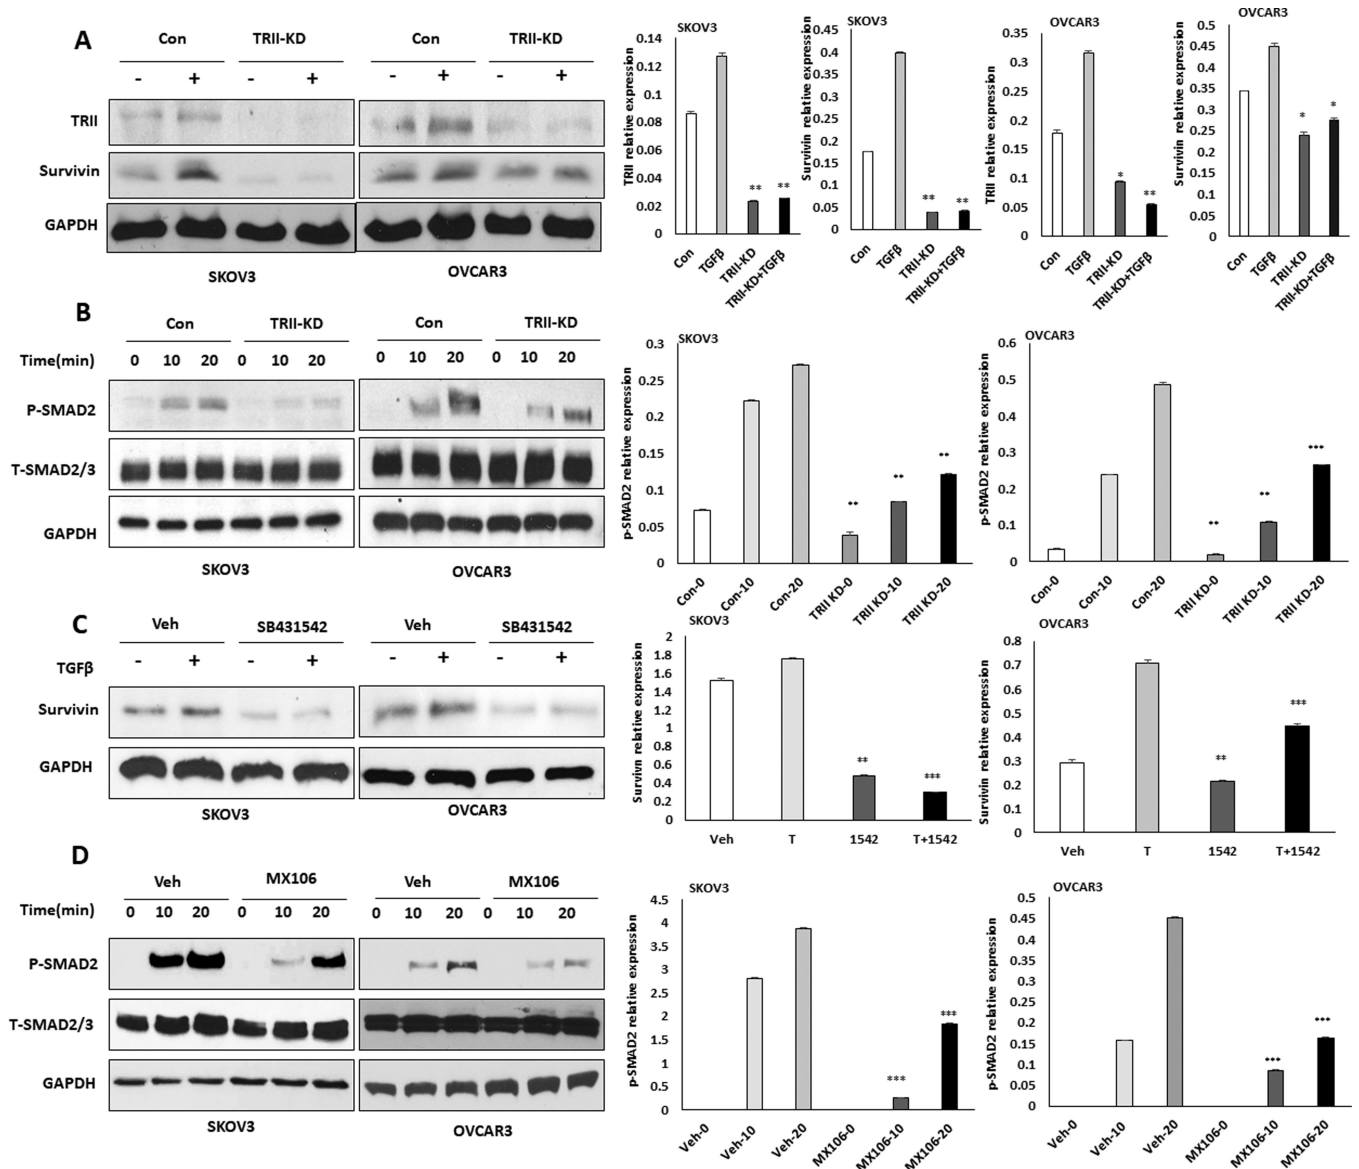 A
Con TRII-KD Con TRII-KD
- + - + - + - +
TRII
Survivin
GAPDH
SKOV3 OVCAR3
SKOV3
TRII relative expression
0.14
0.12
0.1
0.08
0.06
0.04
0.02
0
** **
Con TGFβ TRII-KD TRII-KD+TGFβ
SKOV3
Survivin relative expression
0.45
0.4
0.35
0.3
0.25
0.2
0.15
0.1
0.05
0
** **
Con TGFβ TRII-KD TRII-KD+TGFβ
OVCAR3
TRII relative expression
0.35
0.3
0.25
0.2
0.15
0.1
0.05
0
* **
Con TGFβ TRII-KD TRII-KD+TGFβ
OVCAR3
Survivin relative expression
0.5
0.45
0.4
0.35
0.3
0.25
0.2
0.15
0.1
0.05
0
* *
Con TGFβ TRII-KD TRII-KD+TGFβ
B
Con TRII-KD Con TRII-KD
Time(min) 0 10 20 0 10 20 0 10 20 0 10 20
P-SMAD2
T-SMAD2/3
GAPDH
SKOV3 OVCAR3
SKOV3
p-SMAD2 relative expression
0.3
0.25
0.2
0.15
0.1
0.05
0
** ** **
Con-0 Con-10 Con-20 TRII KD-0 TRII KD-10 TRII KD-20
OVCAR3
p-SMAD2 relative expression
0.6
0.5
0.4
0.3
0.2
0.1
0
** ** ***
Con-0 Con-10 Con-20 TRII KD-0 TRII KD-10 TRII KD-20
C
Veh SB431542 Veh SB431542
TGFβ - + - + - + - +
Survivin
GAPDH
SKOV3 OVCAR3
SKOV3
Survivn relative expression
2
1.8
1.6
1.4
1.2
1
0.8
0.6
0.4
0.2
0
** ***
Veh T 1542 T+1542
OVCAR3
Survivin relative expression
0.8
0.7
0.6
0.5
0.4
0.3
0.2
0.1
0
** ***
Veh T 1542 T+1542
D
Veh MX106 Veh MX106
Time(min) 0 10 20 0 10 20 0 10 20 0 10 20
P-SMAD2
T-SMAD2/3
GAPDH
SKOV3 OVCAR3
SKOV3
p-SMAD2 relative expression
4.5
4
3.5
3
2.5
2
1.5
1
0.5
0
*** ***
Veh-0 Veh-10 Veh-20 MX106-0 MX106-10 MX106-20
OVCAR3
p-SMAD2 relative expression
0.5
0.45
0.4
0.35
0.3
0.25
0.2
0.15
0.1
0.05
0
*** ***
Veh-0 Veh-10 Veh-20 MX106-0 MX106-10 MX106-20